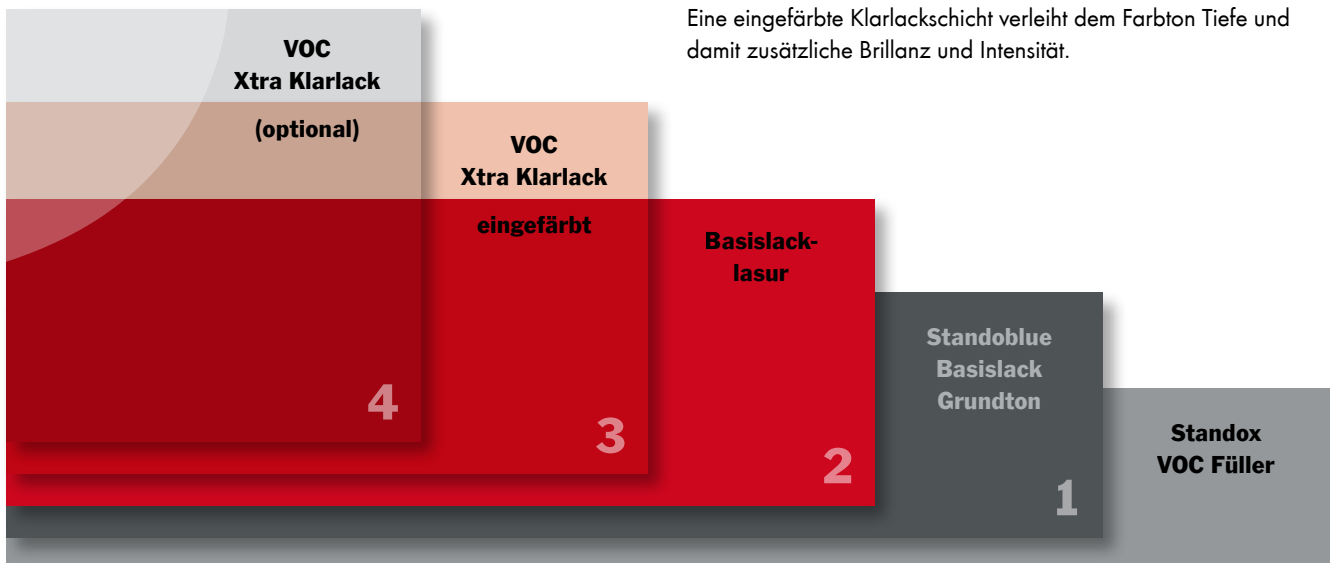 Eine eingefärbte Klarlackschicht verleiht dem Farbton Tiefe und
damit zusätzliche Brillanz und Intensität.
VOC
Xtra Klarlack
(optional)
4
VOC
Xtra Klarlack
eingefärbt
3
Basislack-
lasur
2
Standoblue
Basislack
Grundton
1
Standox
VOC Füller